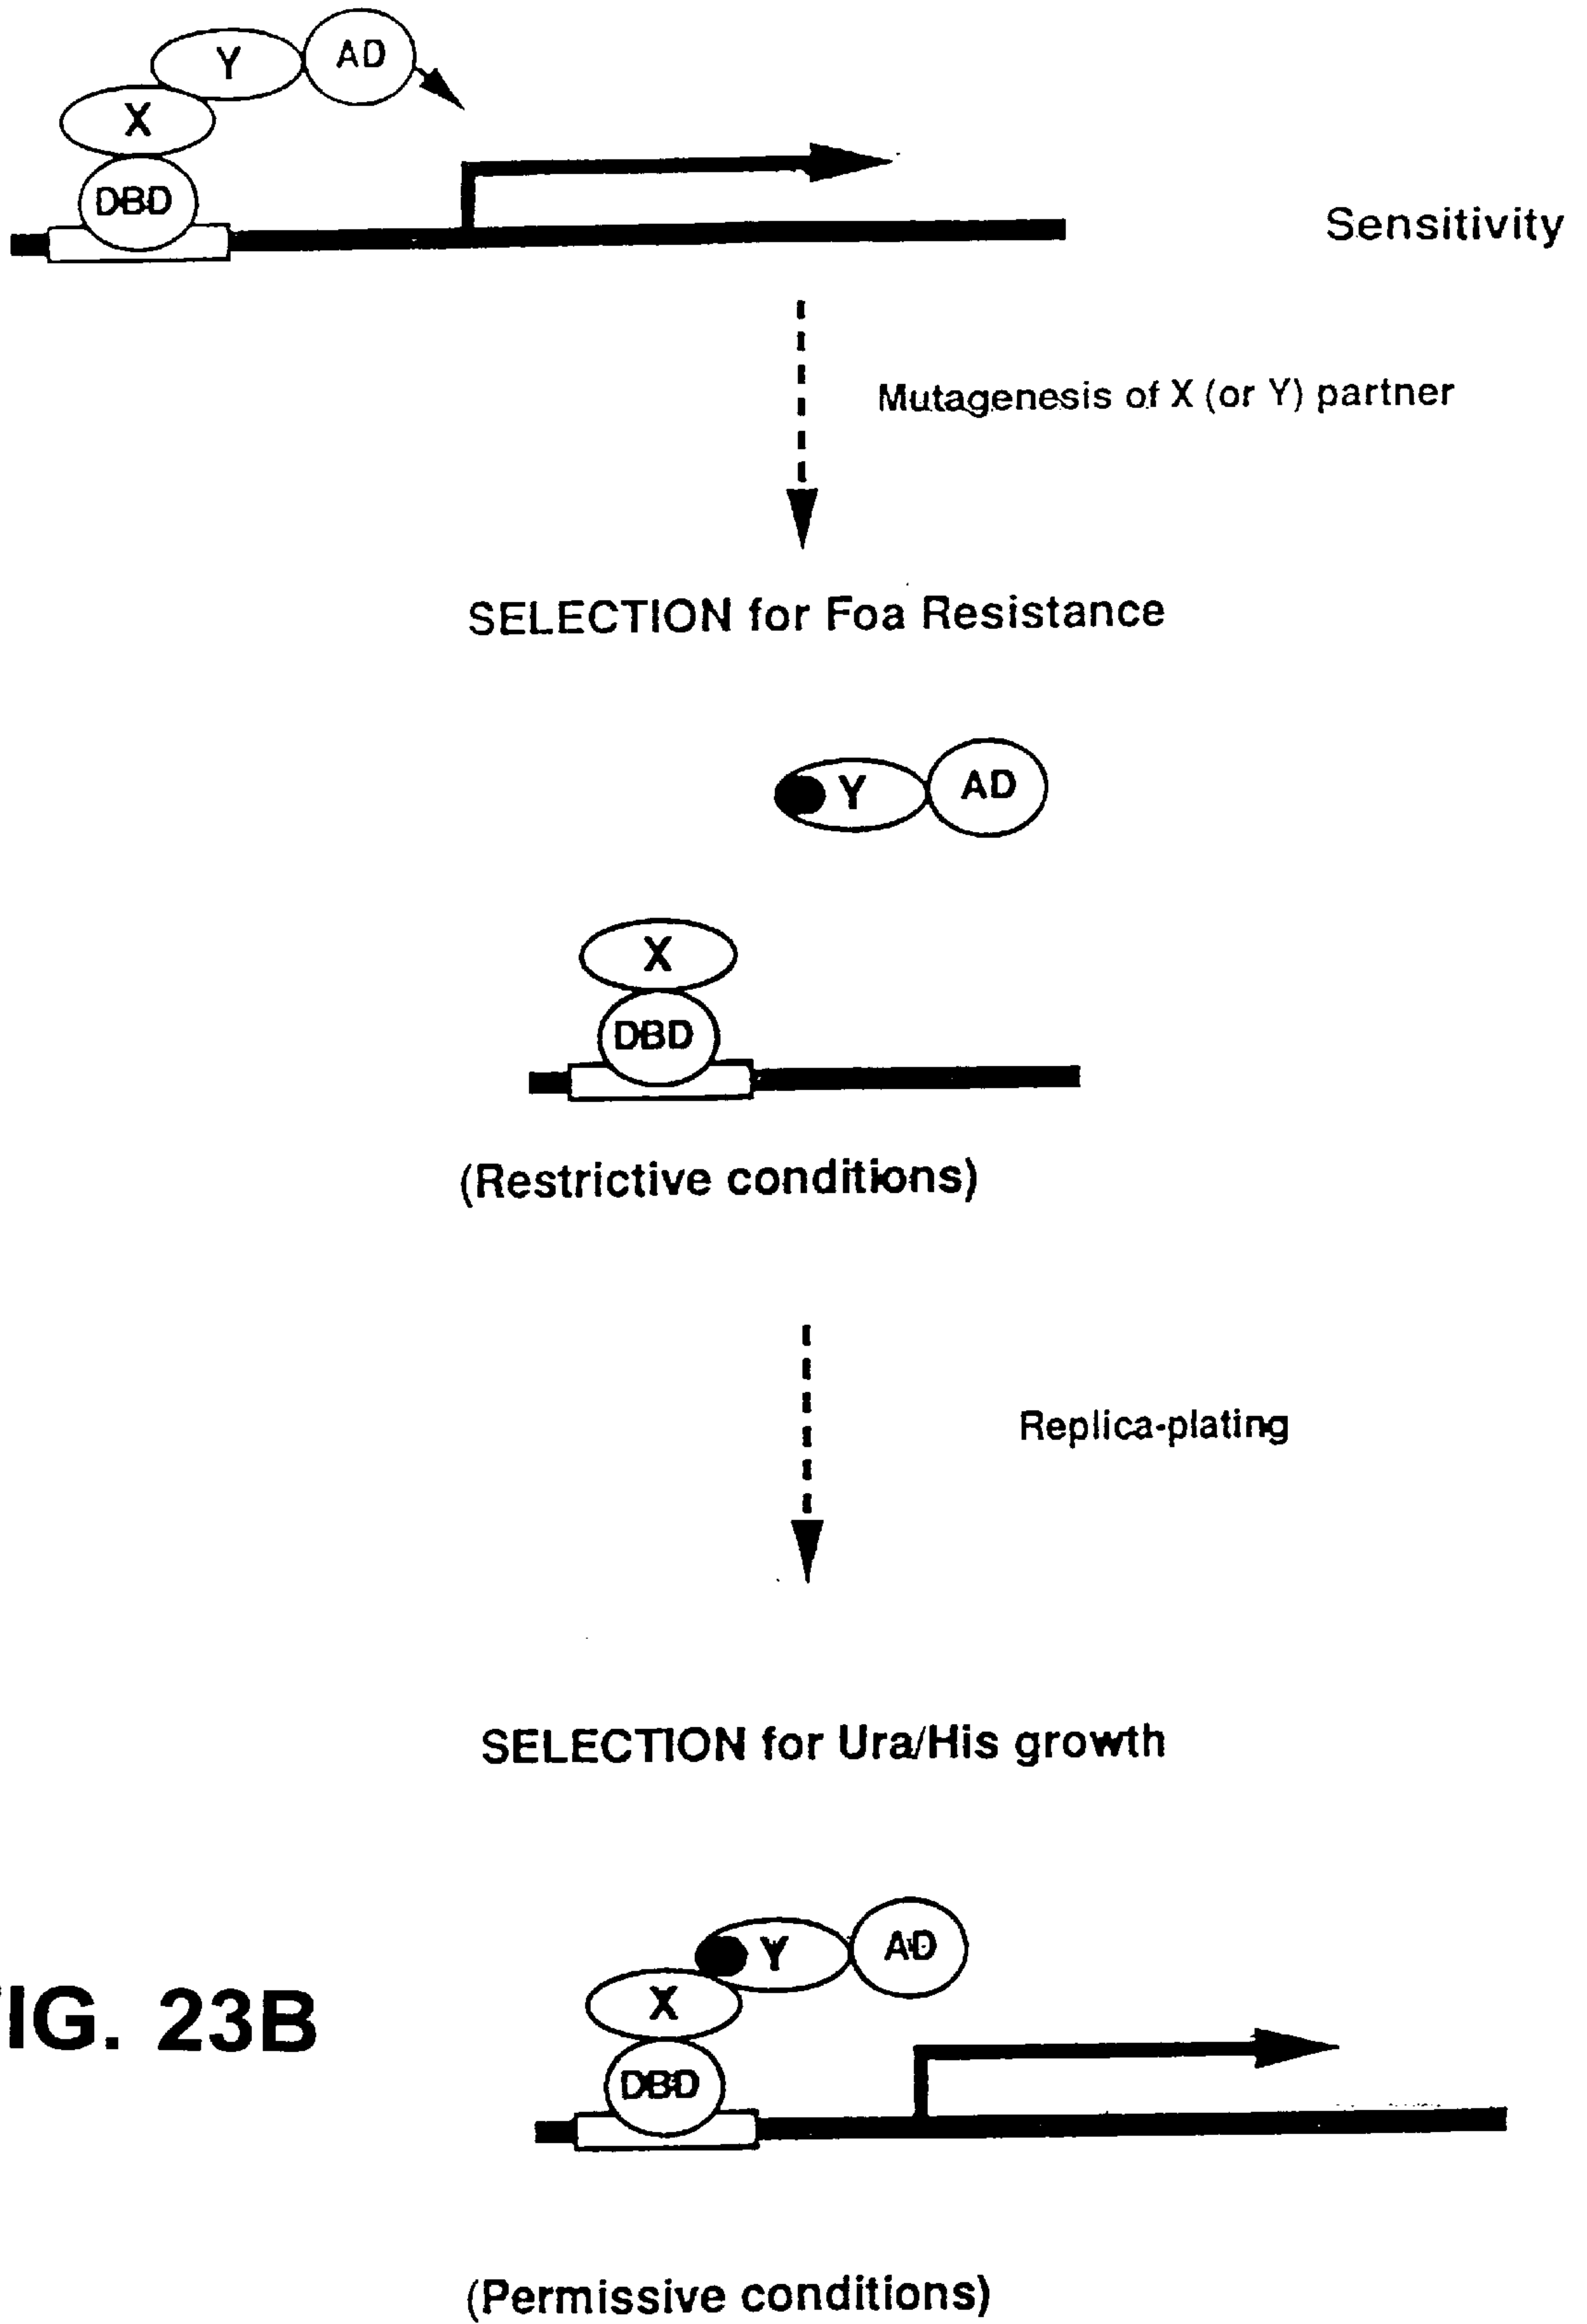 Y AD
X
DBD
Sensitivity
Mutagenesis of X (or Y) partner
SELECTION for Foa Resistance
Y AD
X
DBD
(Restrictive conditions)
Replica-plating
SELECTION for Ura/His growth
Y AD
X
DBD
IG. 23B
(Permissive conditions)